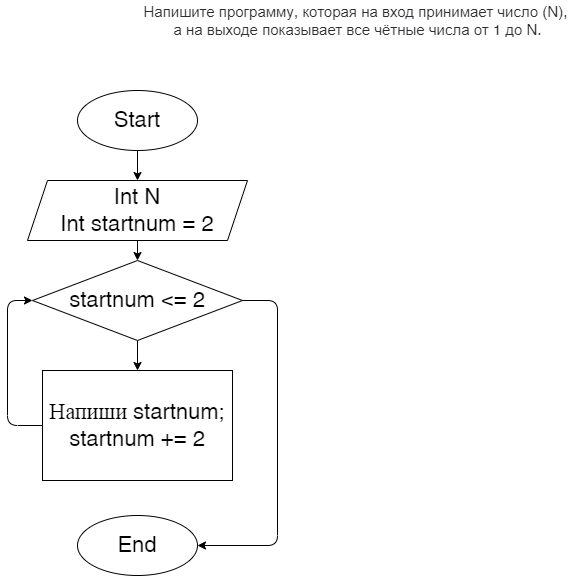 Напишите программу, которая на вход принимает число (N),
а на выходе показывает все чётные числа от 1 до N.
Start
Int N
Int startnum = 2
startnum <= 2
Напиши startnum;
startnum += 2
End